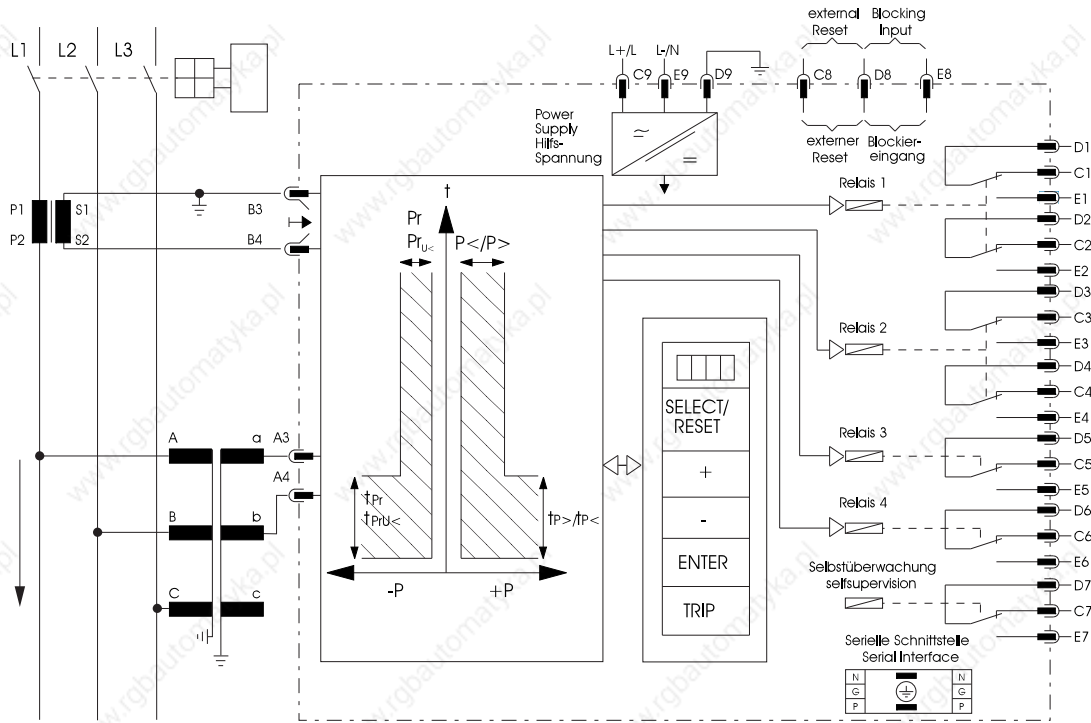 L1 L2 L3
external Reset
Blocking Input
L+/L L-/N
C9 E9 D9
C8 D8 E8
Power
Supply
Hilfs-
Spannung
externer Reset
Blockier-
eingang
≃
=
P1 S1
P2 S2
B3
B4
t
Pr
PrU<
P</P>
tPr
tPrU<
tP>/tP<
-P +P
A a A3
A4
B b
C c
SELECT/
RESET
+
-
ENTER
TRIP
Relais 1
Relais 2
Relais 3
Relais 4
Selbstüberwachung
selfsupervision
Serielle Schnittstelle
Serial Interface
N N
G G
P P
D1
C1
E1
D2
C2
E2
D3
C3
E3
D4
C4
E4
D5
C5
E5
D6
C6
E6
D7
C7
E7
www.rgbautomatyka.pl